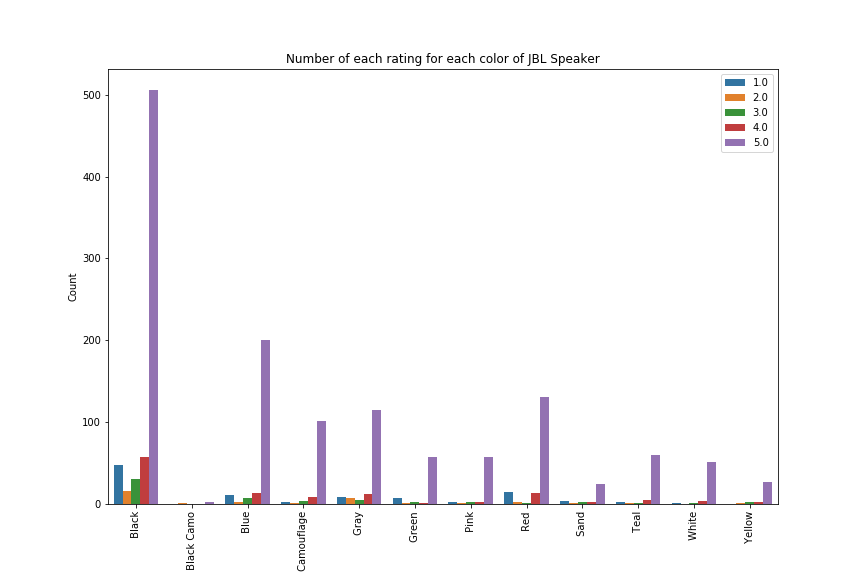 Number of each rating for each color of JBL Speaker
1.0
2.0
3.0
4.0
5.0
Count
500
400
300
200
100
0
Black
Black Camo
Blue
Camouflage
Gray
Green
Pink
Red
Sand
Teal
White
Yellow